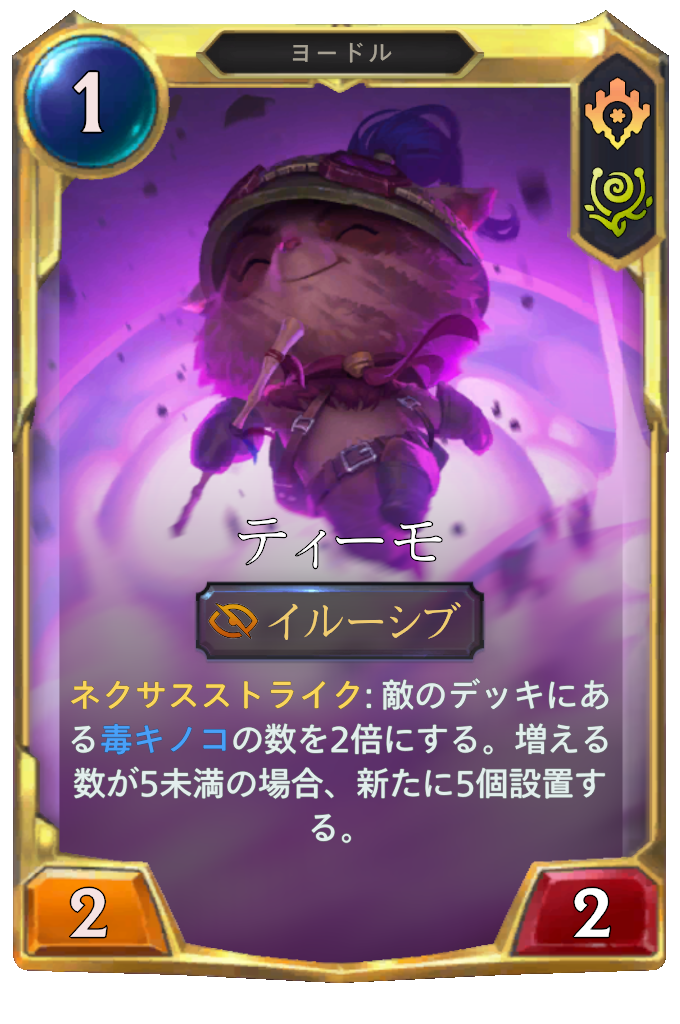 ヨードル
1
ティーモ
イルーシブ
ネクサスストライク: 敵のデッキにあ
る毒キノコの数を2倍にする。増える
数が5未満の場合、新たに5個設置す
る。
2
2